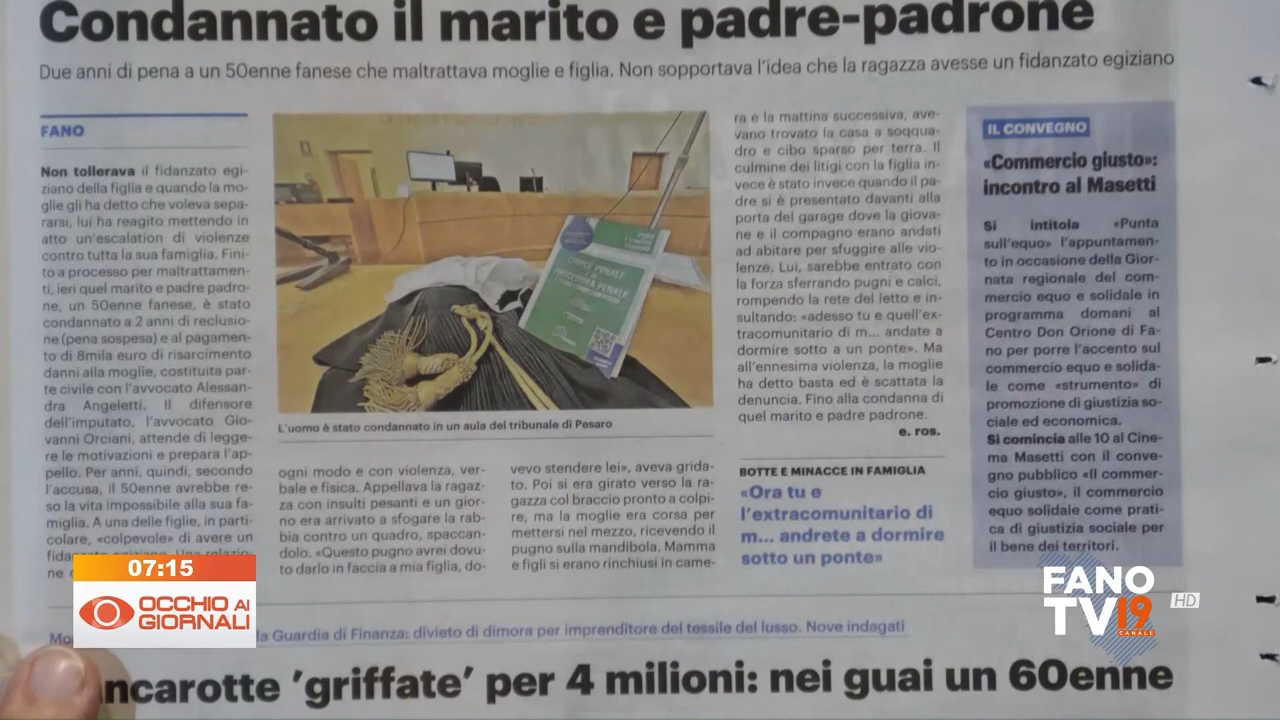 Condannato il marito e padre-padrone
Due anni di pena a un 50enne fanese che maltrattava moglie e figlia. Non sopportava l'idea che la ragazza avesse un fidanzato egiziano
FANO
Non tollerava il fidanzato egi-
ziano della figlia e quando la mo-
glie gli ha detto che voleva sepa-
rarsi, lui ha reagito mettendo in
atto un'escalation di violenze
contro tutta la sua famiglia. Fini-
to a processo per maltrattamen-
ti, ieri quel marito e padre padro-
ne, un 50enne fanese, è stato
condannato a 2 anni di reclusio-
ne (pena sospesa) e al pagamen-
to di 8mila euro di risarcimento
danni alla moglie, costituita par-
te civile con l'avvocato Alessan-
dra Angeletti. Il difensore
dell'imputato, l'avvocato Gio-
vanni Orciani, attende di legge-
re le motivazioni e prepara l'ap-
pello. Per anni, quindi, secondo
l'accusa, il 50enne avrebbe re-
so la vita impossibile alla sua fa-
miglia. A una delle figlie, in parti-
colare, «colpevole» di avere un
CODICE PENALE
PROCEDURA PENALE
L'uomo è stato condannato in un aula del tribunale di Pesaro
ogni modo e con violenza, ver-
bale e fisica. Appellava la ragaz-
za con insulti pesanti e un gior-
no era arrivato a sfogare la rab-
bia contro un quadro, spaccan-
dolo. «Questo pugno avrei dovu-
to darlo in faccia a mia figlia, do-
vevo stendere lei», aveva grida-
to. Poi si era girato verso la ra-
gazza col braccio pronto a colpi-
re, ma la moglie era corsa per
mettersi nel mezzo, ricevendo il
pugno sulla mandibola. Mamma
e figli si erano rinchiusi in came-
ra e la mattina successiva, ave-
vano trovato la casa a soqqua-
dro e cibo sparso per terra. Il
culmine dei litigi con la figlia in-
vece è stato invece quando il pa-
dre si è presentato davanti alla
porta del garage dove la giova-
ne e il compagno erano andati
ad abitare per sfuggire alle vio-
lenze. Lui, sarebbe entrato con
la forza sferrando pugni e calci,
rompendo la rete del letto e in-
sultando: «adesso tu e quell'ex-
tracomunitario di m... andate a
dormire sotto a un ponte». Ma
all'ennesima violenza, la moglie
ha detto basta ed è scattata la
denuncia. Fino alla condanna di
quel marito e padre padrone.
e. ros.
BOTTE E MINACCE IN FAMIGLIA
«Ora tu e
l'extracomunitario di
m... andrete a dormire
sotto un ponte»
IL CONVEGNO
«Commercio giusto»:
incontro al Masetti
Si intitola «Punta
sull'equo» l'appuntamen-
to in occasione della Gior-
nata regionale del com-
mercio equo e solidale in
programma domani al
Centro Don Orione di Fa-
no per porre l'accento sul
commercio equo e solida-
le come «strumento» di
promozione di giustizia so-
ciale ed economica.
Si comincia alle 10 al Cine-
ma Masetti con il conve-
gno pubblico «Il commer-
cio giusto», il commercio
equo solidale come prati-
ca di giustizia sociale per
il bene dei territori.
07:15
OCCHIO AI
GIORNALI
FANO
TV 19
CANALE
HD
la Guardia di Finanza: divieto di dimora per imprenditore del tessile del lusso. Nove indagati
ncarotte 'griffate' per 4 milioni: nei guai un 60enne